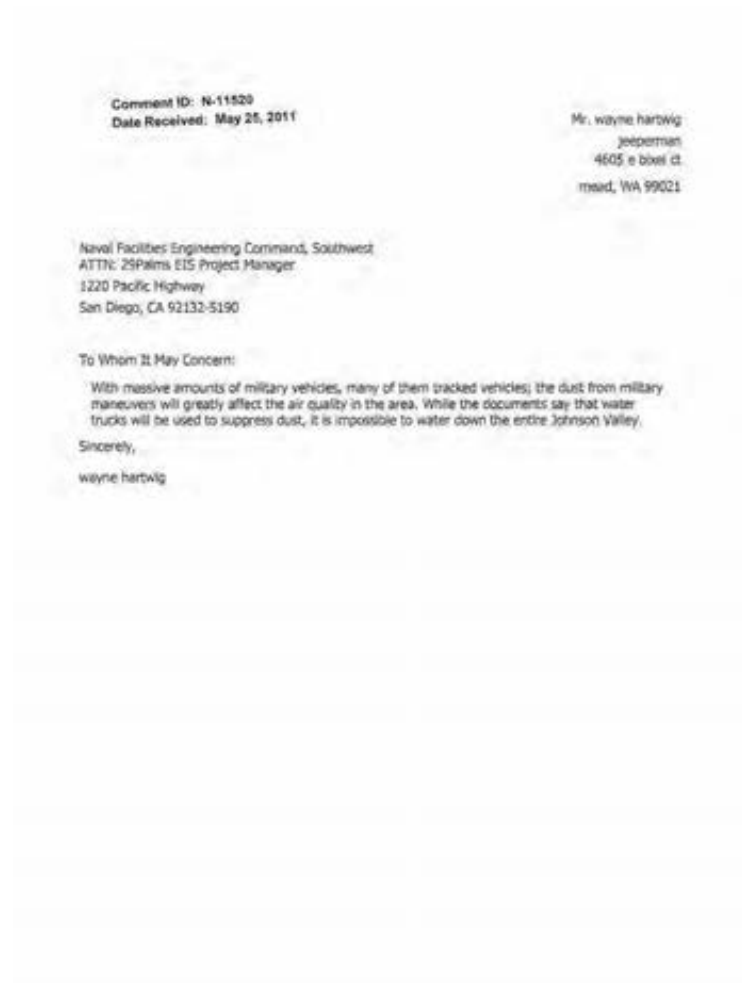 Comment ID: N-11520
Date Received: May 25, 2011
Mr. wayne hartwig
jeeperman
4605 e bixel ct
mead, WA 99021
Naval Facilities Engineering Command, Southwest
ATTN: 29Palms EIS Project Manager
1220 Pacific Highway
San Diego, CA 92132-5190
To Whom It May Concern:
With massive amounts of military vehicles, many of them tracked vehicles; the dust from military
maneuvers will greatly affect the air quality in the area. While the documents say that water
trucks will be used to suppress dust, it is impossible to water down the entire Johnson Valley.
Sincerely,
wayne hartwig